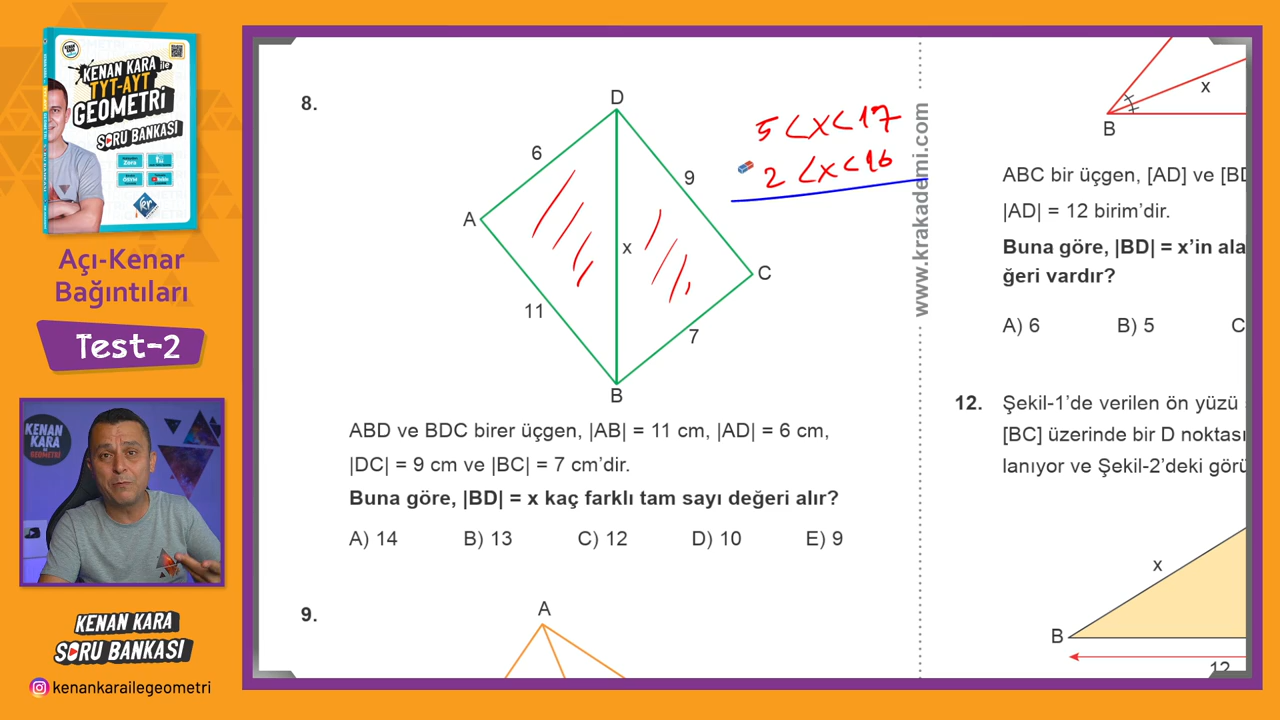 KENAN KARA ile
TYT-AYT
GEOMETRİ
SORU BANKASI
Açı-Kenar
Bağıntıları
Test-2
KENAN KARA
GEOMETRİ
KENAN KARA
SORU BANKASI
kenankarailegeometri
8.
D
6
9
A
x
C
11
7
B
5 < x < 17
2 < x < 16
ABD ve BDC birer üçgen, |AB| = 11 cm, |AD| = 6 cm,
|DC| = 9 cm ve |BC| = 7 cm'dir.
Buna göre, |BD| = x kaç farklı tam sayı değeri alır?
A) 14 B) 13 C) 12 D) 10 E) 9
9.
A
www.krakademi.com
x
B
ABC bir üçgen, [AD] ve [BD
|AD| = 12 birim'dir.
Buna göre, |BD| = x'in ala
ğeri vardır?
A) 6 B) 5 C
12. Şekil-1'de verilen ön yüzü
[BC] üzerinde bir D noktası
lanıyor ve Şekil-2'deki görü
x
B
12